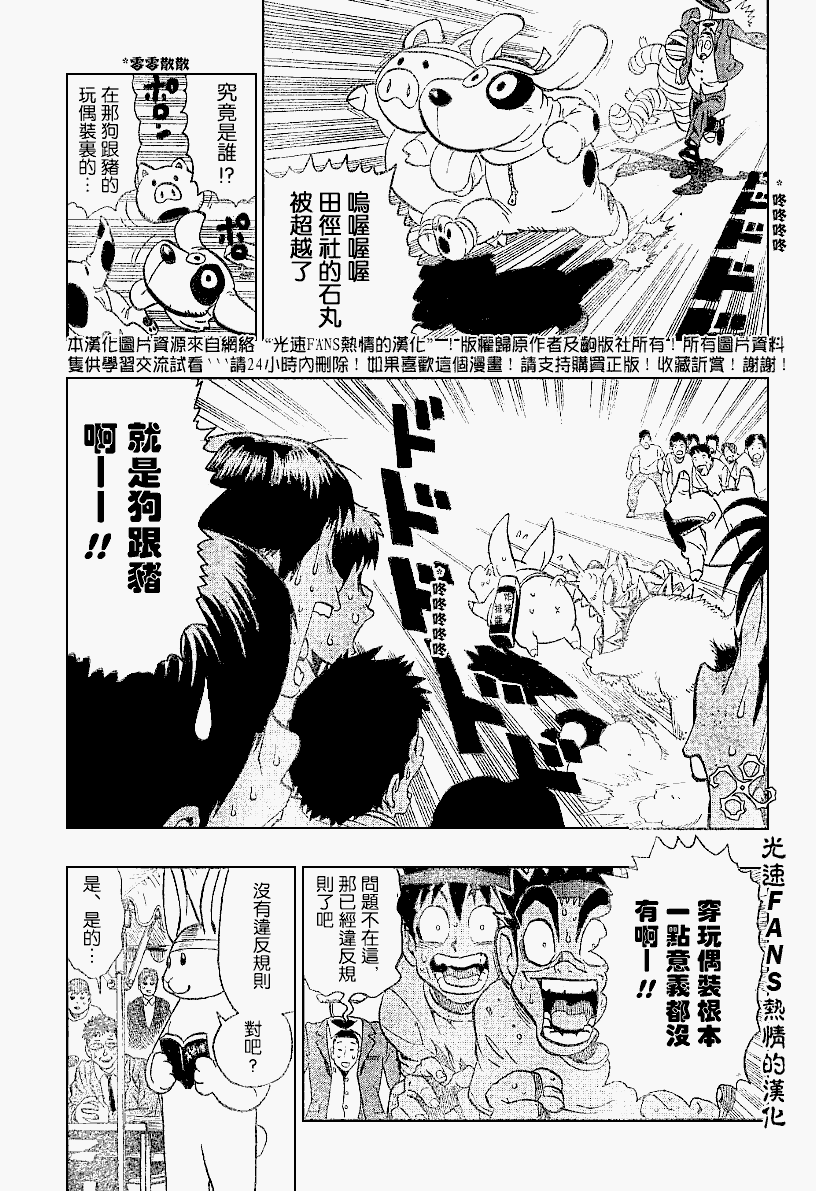 *咚咚咚咚
嗚喔喔喔
田徑社的石丸
被超越了
ドドドド
*零零散散
究竟是誰!?
在那狗跟豬的
玩偶裝裏的…
ポロン
ポロ
本漢化圖片資源來自網絡 "光速FANS熱情的漢化"！版權歸原作者及齣版社所有！所有圖片資料
隻供學習交流試看```請24小時內刪除！如果喜歡這個漫畫！請支持購買正版！收藏訢賞！謝謝！
就是狗跟豬
啊——!!
ドドドド
*咚咚咚咚咚
ドドド
穿玩偶裝根本
一點意義都沒
有啊—!!
問題不在這,
那已經違反規
則了吧
沒有違反規則
對吧?
是、是的…
光速FANS熱情的漢化